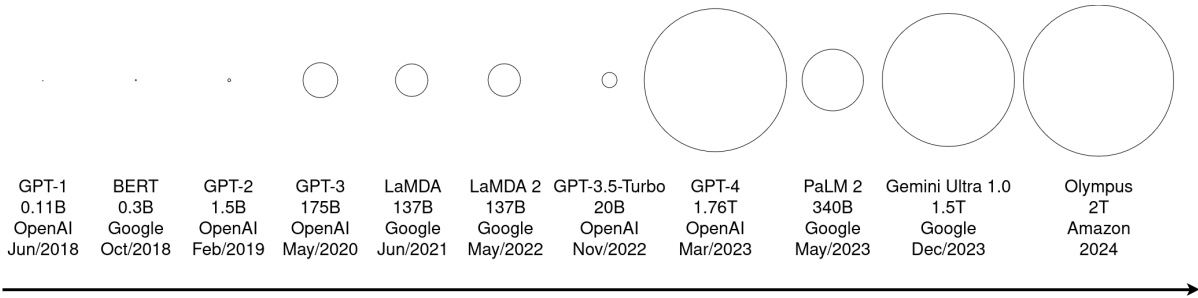 GPT-1
0.11B
OpenAI
Jun/2018
BERT
0.3B
Google
Oct/2018
GPT-2
1.5B
OpenAI
Feb/2019
GPT-3
175B
OpenAI
May/2020
LaMDA
137B
Google
Jun/2021
LaMDA 2
137B
Google
May/2022
GPT-3.5-Turbo
20B
OpenAI
Nov/2022
GPT-4
1.76T
OpenAI
Mar/2023
PaLM 2
340B
Google
May/2023
Gemini Ultra 1.0
1.5T
Google
Dec/2023
Olympus
2T
Amazon
2024